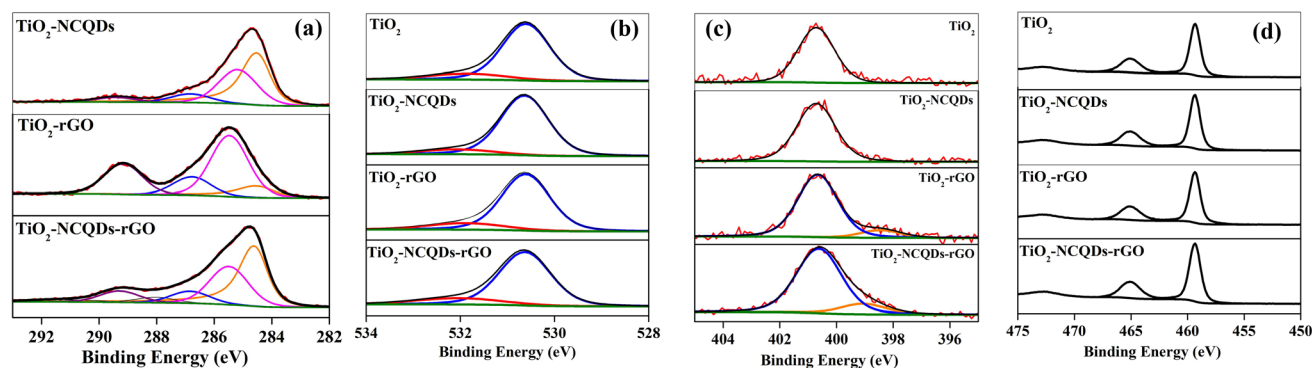 (a)
TiO2-NCQDs
TiO2-rGO
TiO2-NCQDs-rGO
292 290 288 286 284 282
Binding Energy (eV)
(b)
TiO2
TiO2-NCQDs
TiO2-rGO
TiO2-NCQDs-rGO
534 532 530 528
Binding Energy (eV)
(c)
TiO2
TiO2-NCQDs
TiO2-rGO
TiO2-NCQDs-rGO
404 402 400 398 396
Binding Energy (eV)
(d)
TiO2
TiO2-NCQDs
TiO2-rGO
TiO2-NCQDs-rGO
475 470 465 460 455 450
Binding Energy (eV)